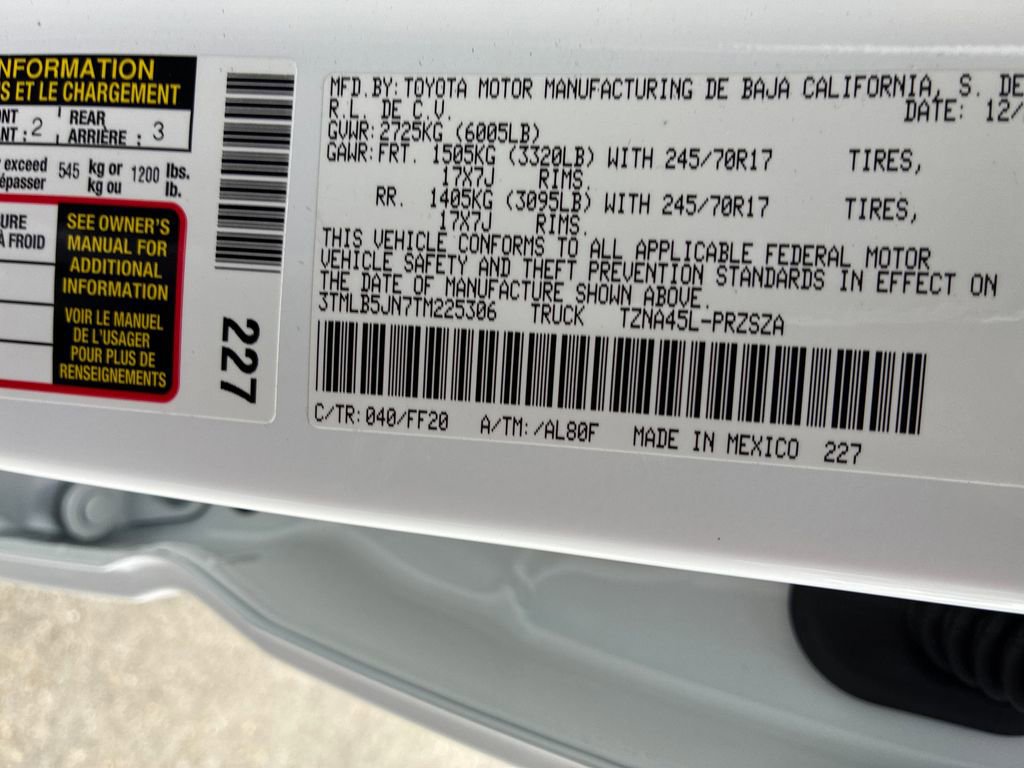 NFORMATION
S ET LE CHARGEMENT
NT : 2
REAR
ARRIÈRE : 3
exceed
545 kg or 1200 lbs.
épasser
kg ou lb.
URE
À FROID
SEE OWNER'S
MANUAL FOR
ADDITIONAL
INFORMATION
VOIR LE MANUEL
DE L'USAGER
POUR PLUS DE
RENSEIGNEMENTS
227
MFD.BY:TOYOTA MOTOR MANUFACTURING DE BAJA CALIFORNIA, S. DE
R.L. DE C.V. DATE: 12/
GVWR:2725KG (6005LB)
GAWR:FRT. 1505KG (3320LB) WITH 245/70R17 TIRES,
17X7J RIMS.
RR. 1405KG (3095LB) WITH 245/70R17 TIRES,
17X7J RIMS.
THIS VEHICLE CONFORMS TO ALL APPLICABLE FEDERAL MOTOR
VEHICLE SAFETY AND THEFT PREVENTION STANDARDS IN EFFECT ON
THE DATE OF MANUFACTURE SHOWN ABOVE.
3TMLB5JN7TM225306 TRUCK TZNA45L-PRZSZA
C/TR:040/FF20 A/TM:/AL80F MADE IN MEXICO 227